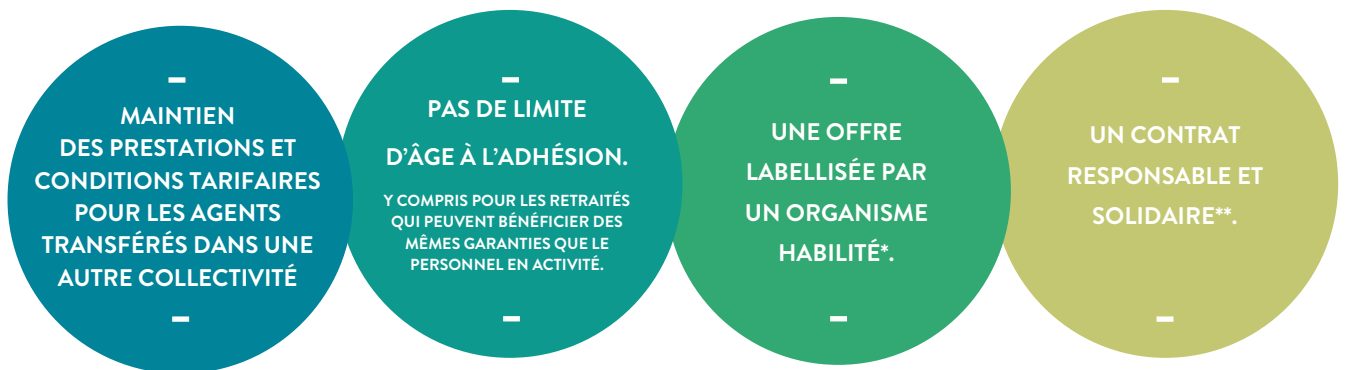 MAINTIEN
DES PRESTATIONS ET
CONDITIONS TARIFAIRES
POUR LES AGENTS
TRANSFÉRÉS DANS UNE
AUTRE COLLECTIVITÉ
PAS DE LIMITE
D’ÂGE À L’ADHÉSION.
Y COMPRIS POUR LES RETRAITÉS
QUI PEUVENT BÉNÉFICIER DES
MÊMES GARANTIES QUE LE
PERSONNEL EN ACTIVITÉ.
UNE OFFRE
LABELLISÉE PAR
UN ORGANISME
HABILITÉ*.
UN CONTRAT
RESPONSABLE ET
SOLIDAIRE**.